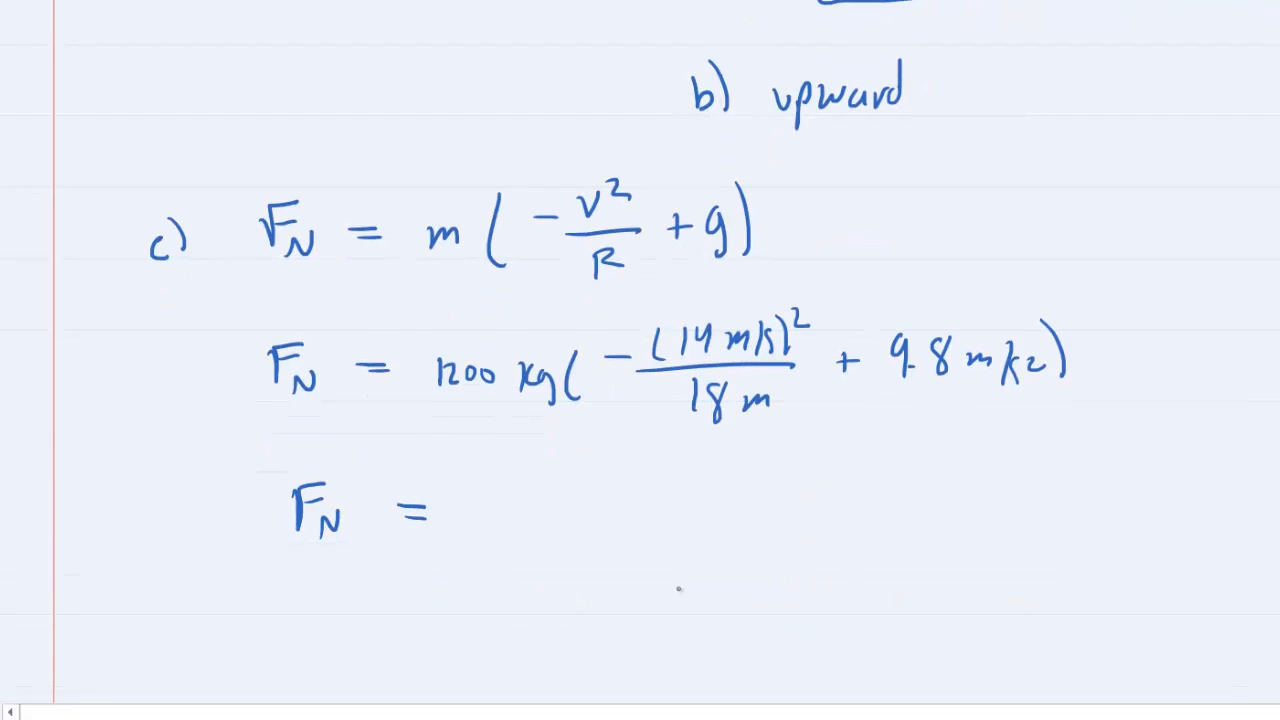 b) upward
c) F_N = m ( - v²/R + g )
F_N = 1200 kg ( - (14 m/s)²/18 m + 9.8 m/s2 )
F_N =